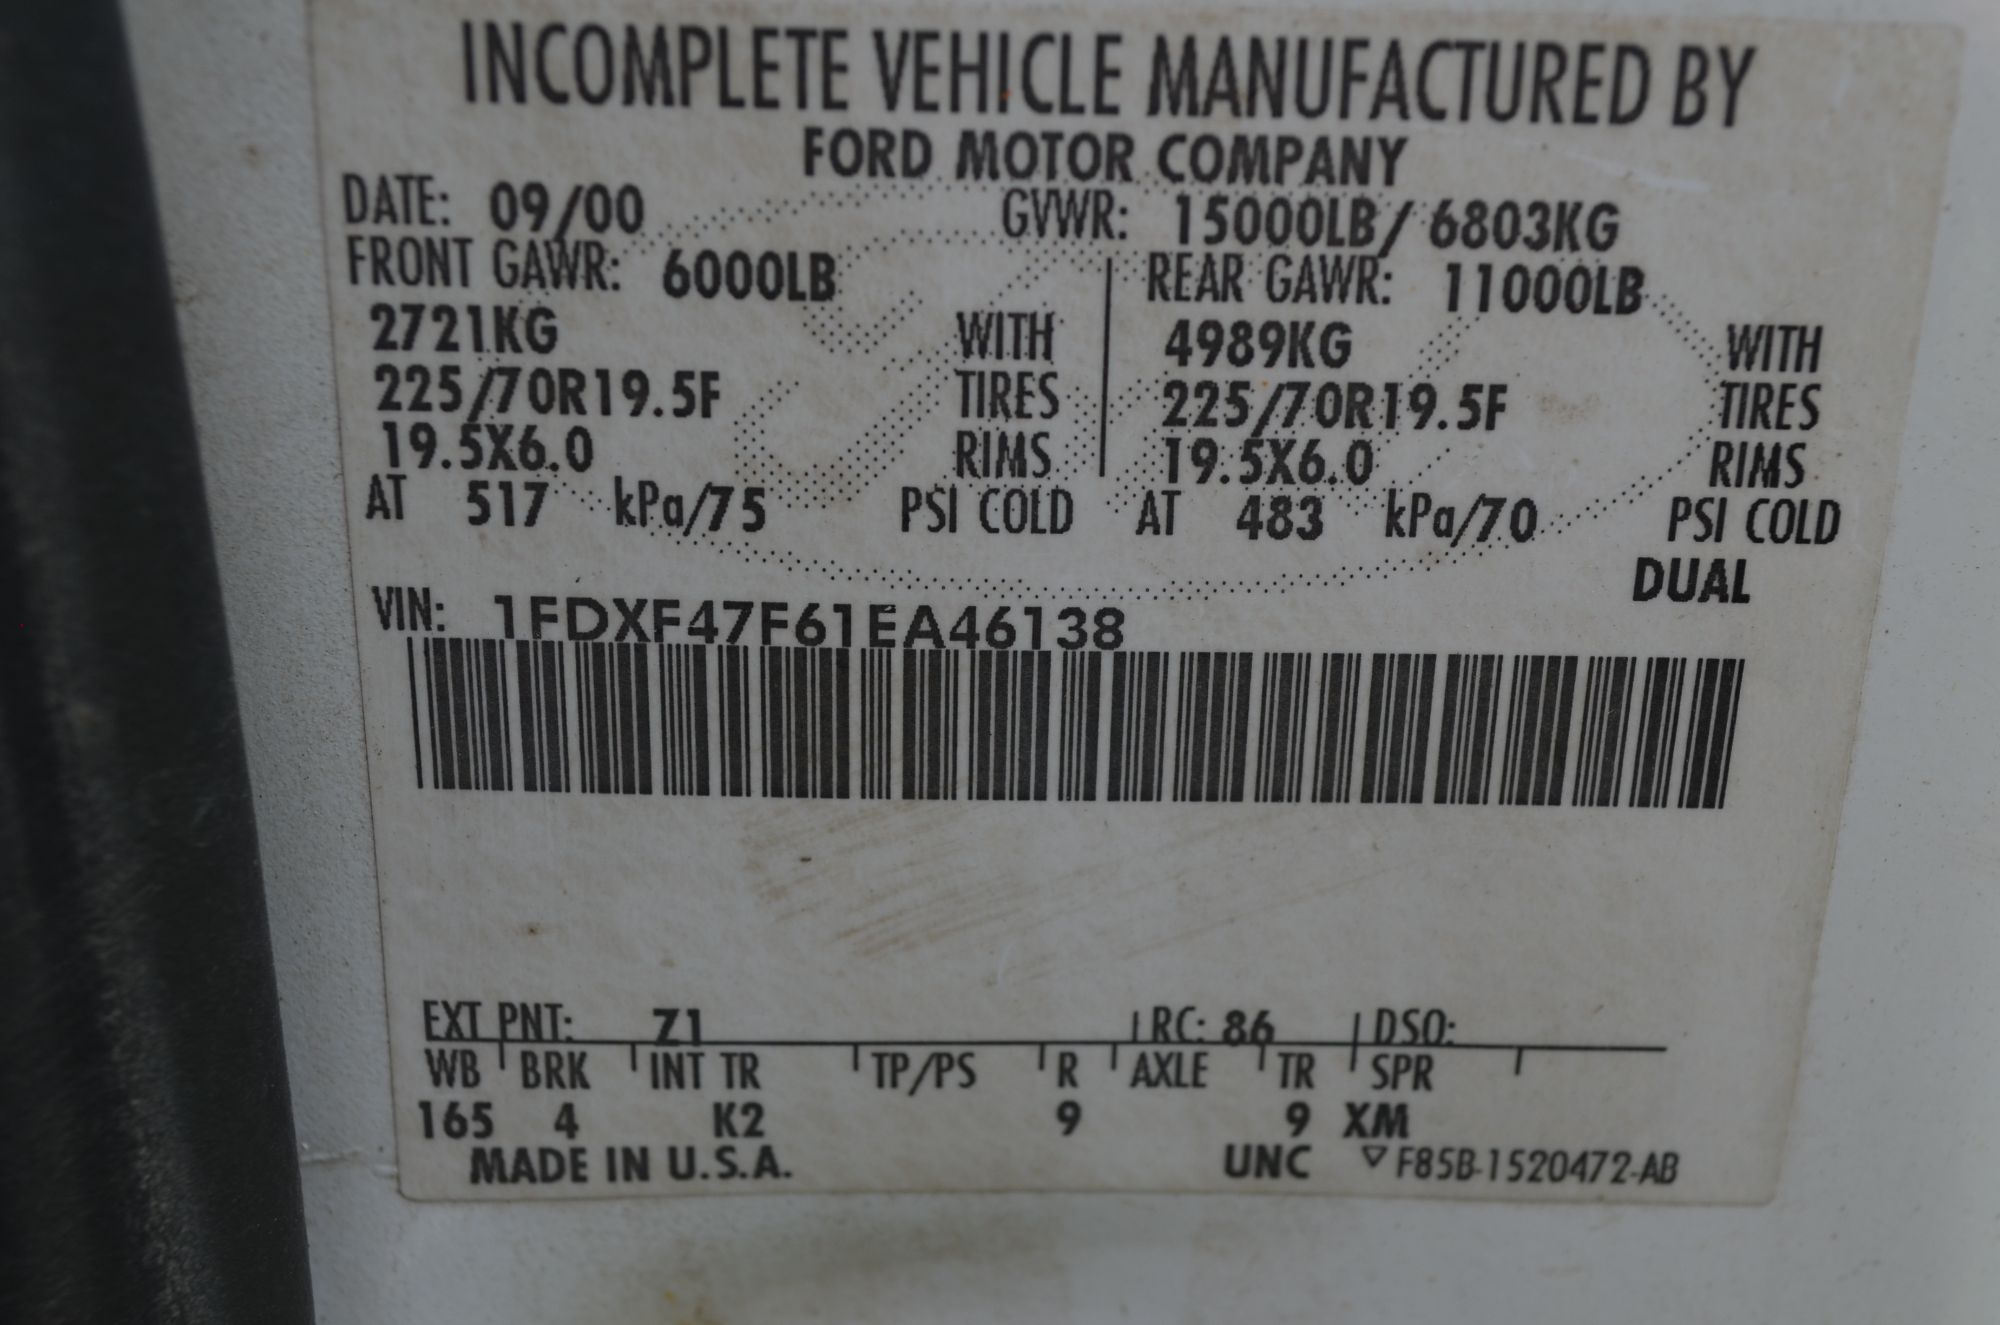 INCOMPLETE VEHICLE MANUFACTURED BY
FORD MOTOR COMPANY
DATE: 09/00 GVWR: 15000LB/ 6803KG
FRONT GAWR: 6000LB REAR GAWR: 11000LB
2721KG WITH 4989KG WITH
225/70R19.5F TIRES 225/70R19.5F TIRES
19.5X6.0 RIMS 19.5X6.0 RIMS
AT 517 kPa/75 PSI COLD AT 483 kPa/70 PSI COLD
DUAL
VIN: 1FDXF47F61EA46138
EXT PNT: Z1 RC: 86 DSO:
WB BRK INT TR TP/PS R AXLE TR SPR
165 4 K2 9 9 XM
MADE IN U.S.A. UNC ▽F85B-1520472-AB